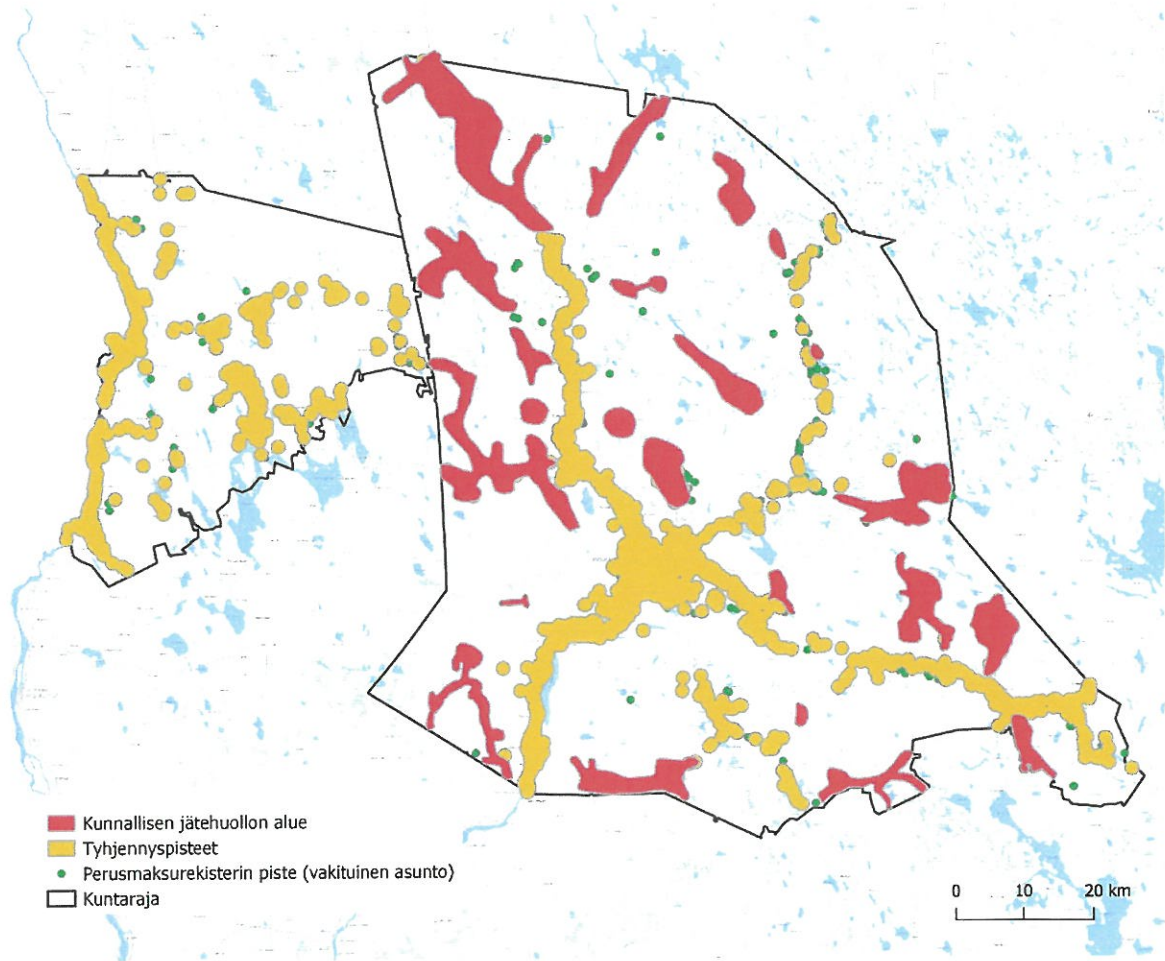 Kunnallisen jätehuollon alue
Tyhjennyspisteet
Perusmaksurekisterin piste (vakituinen asunto)
Kuntaraja
0 10 20 km